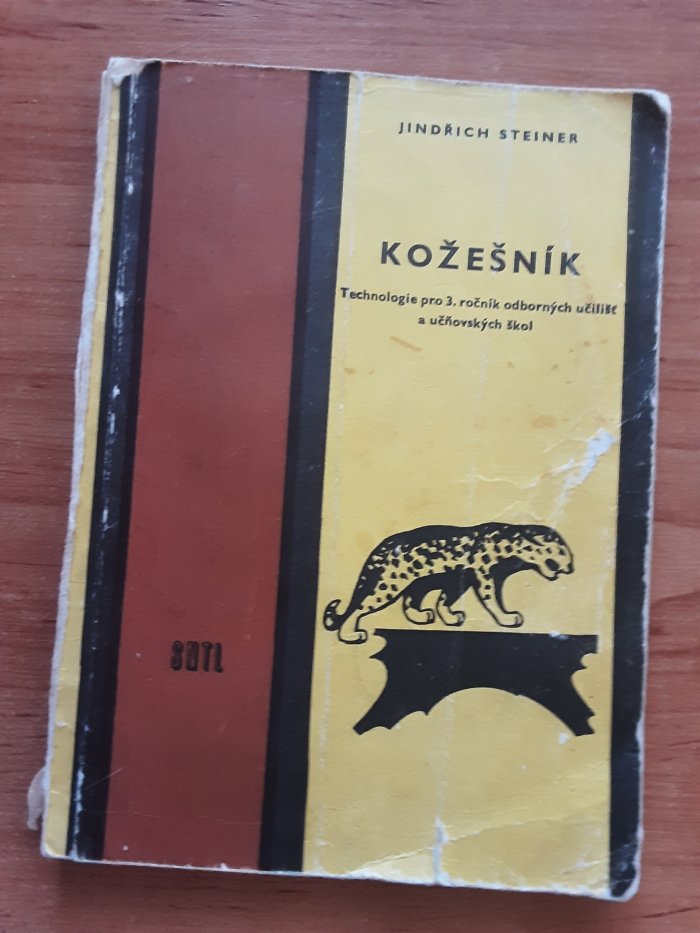 JINDŘICH STEINER
KOŽEŠNÍK
Technologie pro 3. ročník odborných učilišť
a učňovských škol
SNTL